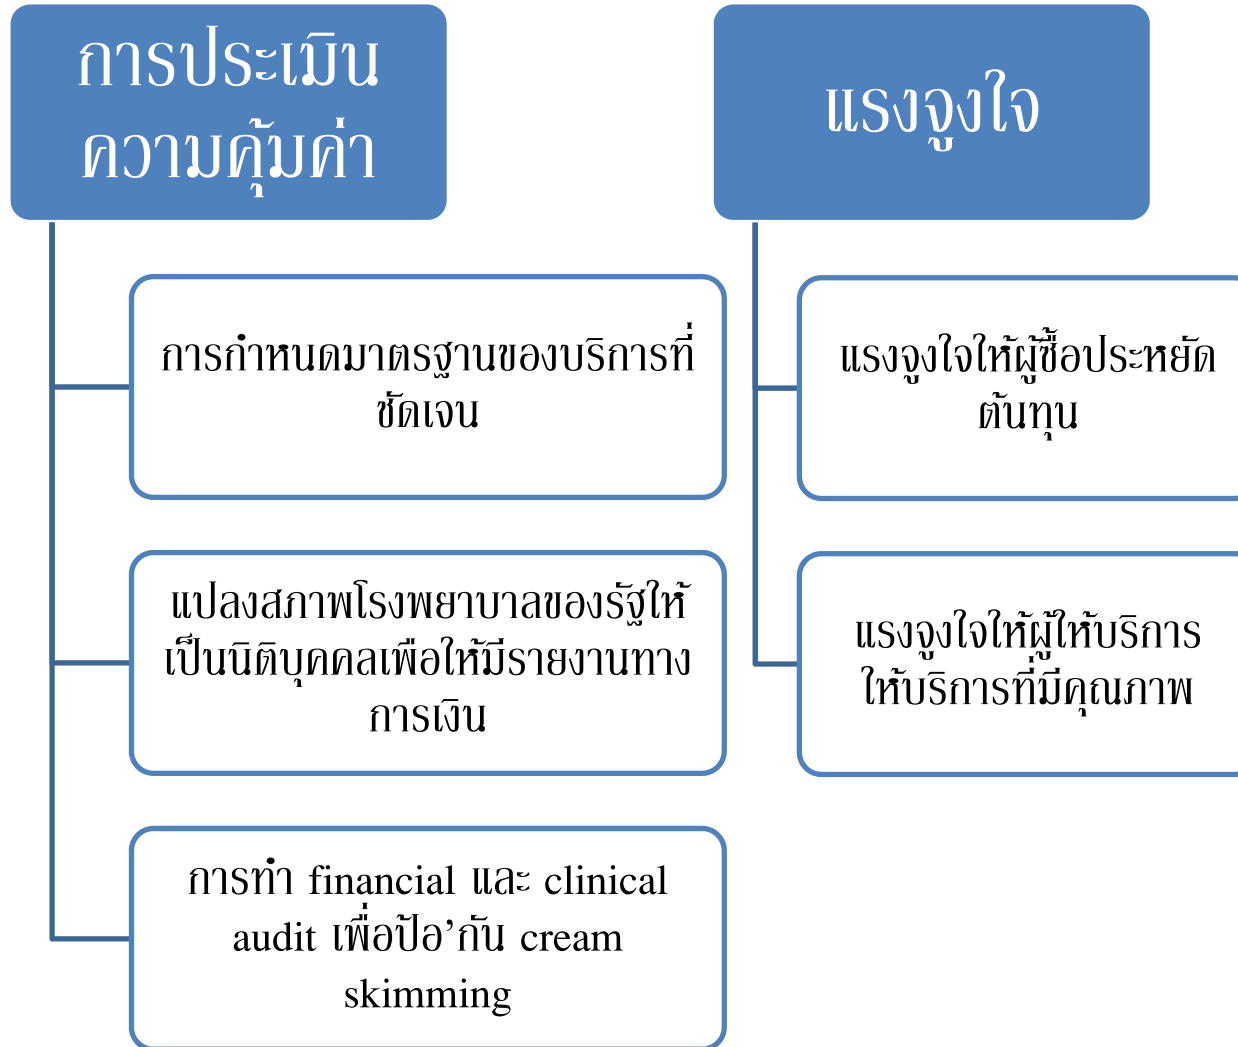 การประเมิน
ความคุ้มค่า
การกำหนดมาตรฐานของบริการที่
ชัดเจน
แปลงสภาพโรงพยาบาลของรัฐให้
เป็นนิติบุคคลเพื่อให้มีรายงานทาง
การเงิน
การทำ financial และ clinical
audit เพื่อป้อ’กัน cream
skimming
แรงจูงใจ
แรงจูงใจให้ผู้ซื้อประหยัด
ต้นทุน
แรงจูงใจให้ผู้ให้บริการ
ให้บริการที่มีคุณภาพ